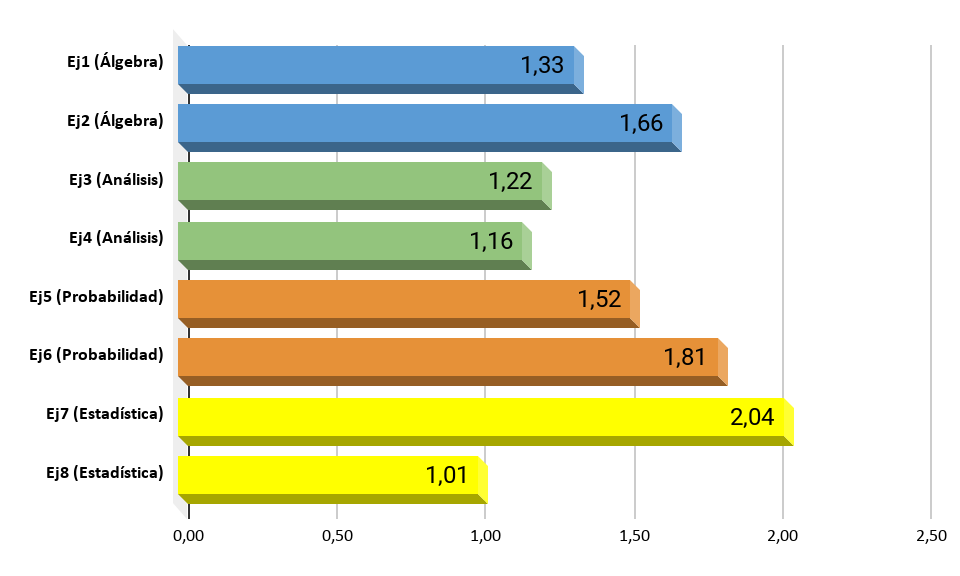 Ej1 (Álgebra) 1,33
Ej2 (Álgebra) 1,66
Ej3 (Análisis) 1,22
Ej4 (Análisis) 1,16
Ej5 (Probabilidad) 1,52
Ej6 (Probabilidad) 1,81
Ej7 (Estadística) 2,04
Ej8 (Estadística) 1,01
0,00 0,50 1,00 1,50 2,00 2,50